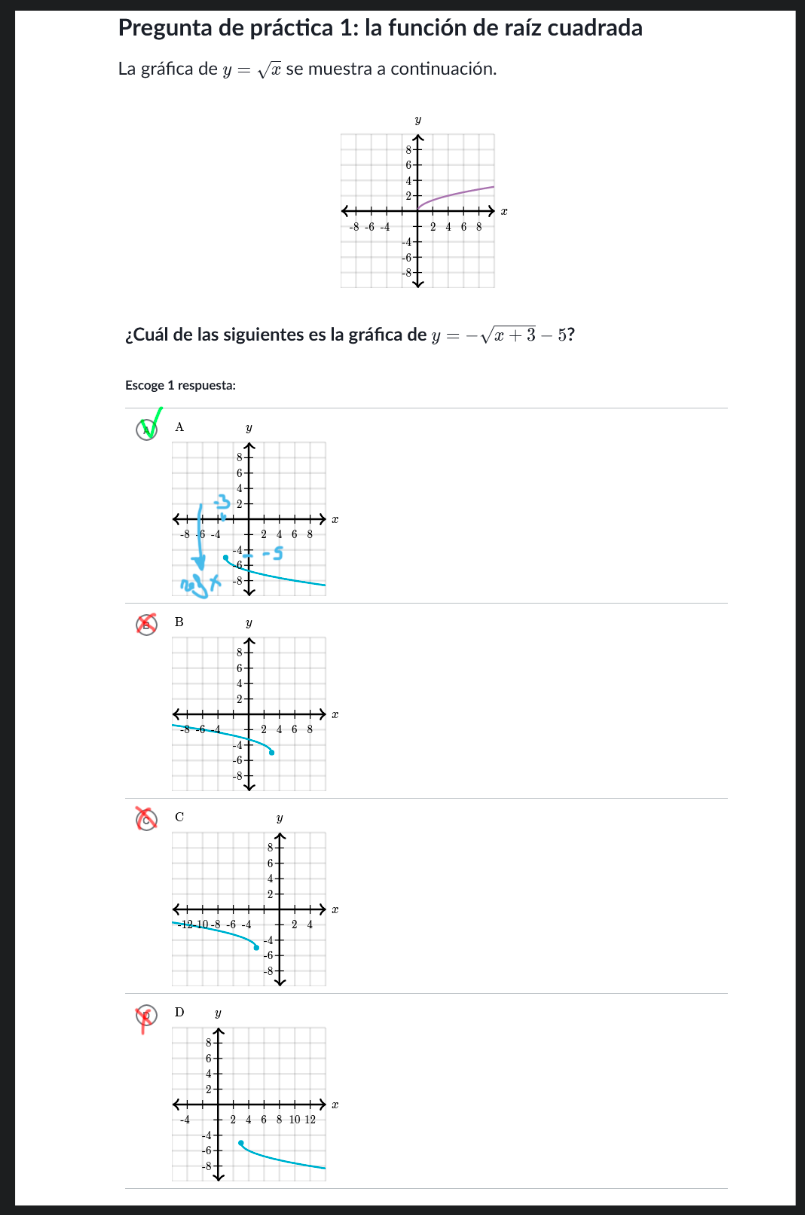 Pregunta de práctica 1: la función de raíz cuadrada
La gráfica de y = √x se muestra a continuación.
y
8
6
4
2
x
-8 -6 -4 2 4 6 8
-4
-6
-8
¿Cuál de las siguientes es la gráfica de y = −√(x + 3) − 5?
Escoge 1 respuesta:
A
y
8
6
4
-3
2
x
-8 -6 -4 2 4 6 8
-4
-5
-6
-8
B
B
y
8
6
4
2
x
-8 -6 -4 2 4 6 8
-4
-6
-8
C
C
y
8
6
4
2
x
-12 -10 -8 -6 -4 2 4
-4
-6
-8
D
y
8
6
4
2
x
-4 2 4 6 8 10 12
-4
-6
-8